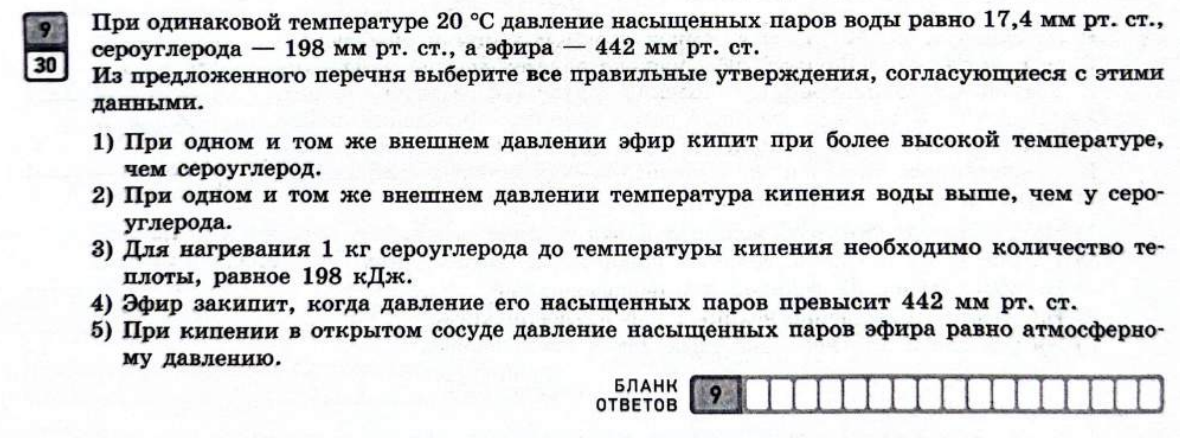 9
30
При одинаковой температуре 20 °С давление насыщенных паров воды равно 17,4 мм рт. ст.,
сероуглерода — 198 мм рт. ст., а эфира — 442 мм рт. ст.
Из предложенного перечня выберите все правильные утверждения, согласующиеся с этими
данными.
1) При одном и том же внешнем давлении эфир кипит при более высокой температуре,
чем сероуглерод.
2) При одном и том же внешнем давлении температура кипения воды выше, чем у серо-
углерода.
3) Для нагревания 1 кг сероуглерода до температуры кипения необходимо количество те-
плоты, равное 198 кДж.
4) Эфир закипит, когда давление его насыщенных паров превысит 442 мм рт. ст.
5) При кипении в открытом сосуде давление насыщенных паров эфира равно атмосферно-
му давлению.
БЛАНК
ОТВЕТОВ
9